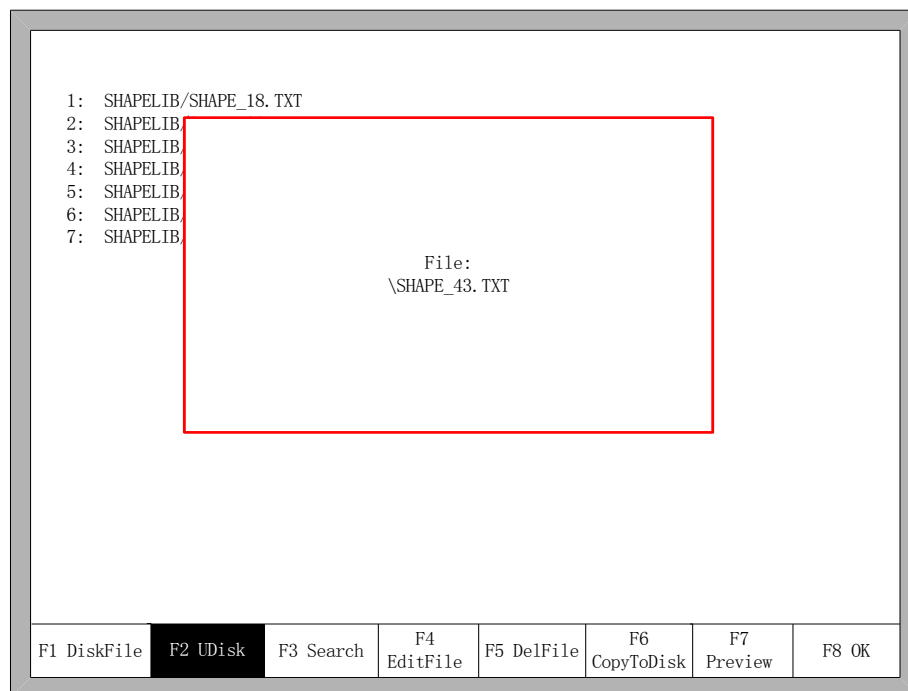 1: SHAPELIB/SHAPE_18.TXT
2: SHAPELIB/
3: SHAPELIB/
4: SHAPELIB/
5: SHAPELIB/
6: SHAPELIB/
7: SHAPELIB/
File:
\SHAPE_43.TXT
F1 DiskFile
F2 UDisk
F3 Search
F4
EditFile
F5 DelFile
F6
CopyToDisk
F7
Preview
F8 OK